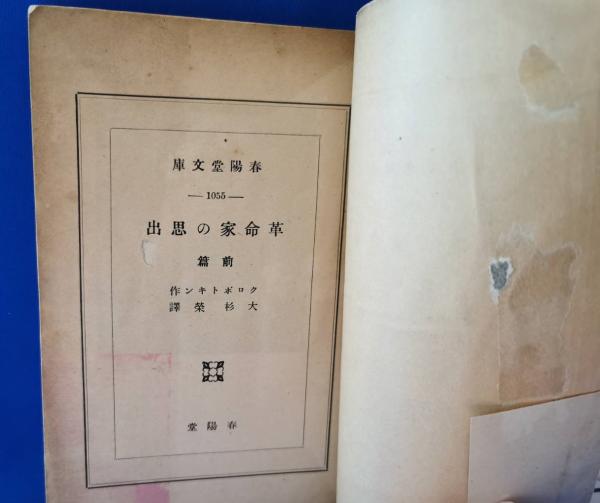 春陽堂文庫
― 1055 ―
革命家の思出
前篇
クロポトキン作
大杉榮譯
春陽堂